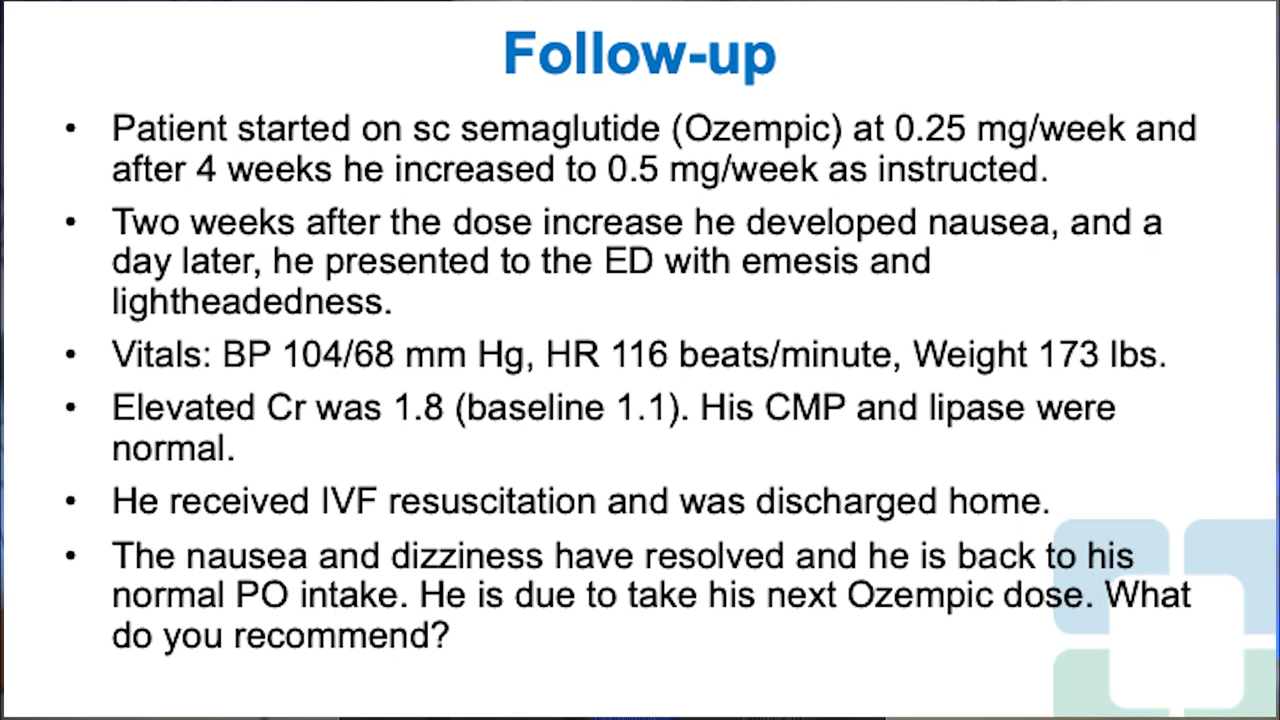 Follow-up
• Patient started on sc semaglutide (Ozempic) at 0.25 mg/week and
after 4 weeks he increased to 0.5 mg/week as instructed.
• Two weeks after the dose increase he developed nausea, and a
day later, he presented to the ED with emesis and
lightheadedness.
• Vitals: BP 104/68 mm Hg, HR 116 beats/minute, Weight 173 lbs.
• Elevated Cr was 1.8 (baseline 1.1). His CMP and lipase were
normal.
• He received IVF resuscitation and was discharged home.
• The nausea and dizziness have resolved and he is back to his
normal PO intake. He is due to take his next Ozempic dose. What
do you recommend?